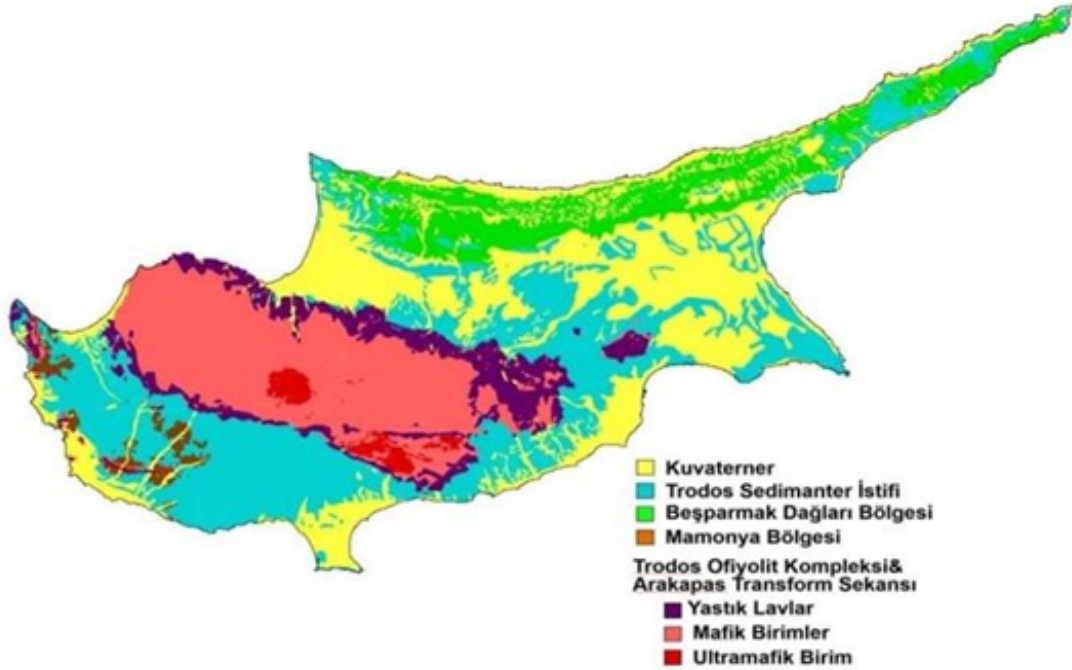 Kuvaterner
Trodos Sedimanter İstifi
Beşparmak Dağları Bölgesi
Mamonya Bölgesi
Trodos Ofiyolit Kompleksi&
Arakapas Transform Sekansı
Yastık Lavlar
Mafik Birimler
Ultramafik Birim